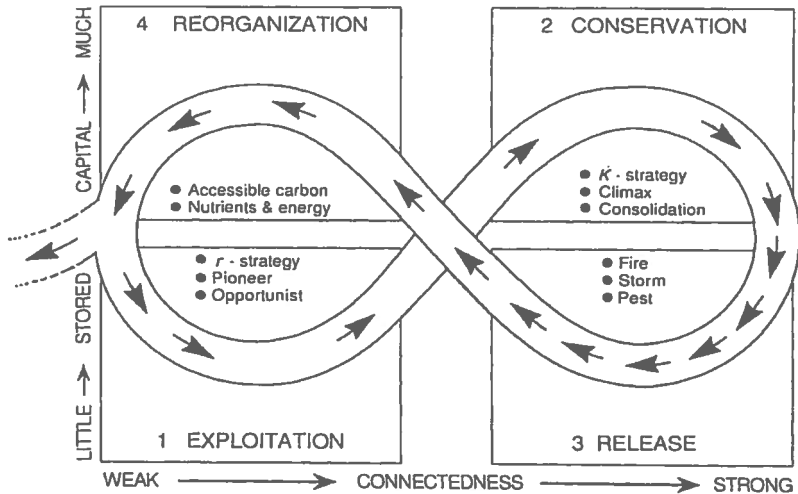 4 REORGANIZATION
2 CONSERVATION
LITTLE → STORED CAPITAL → MUCH
● Accessible carbon
● Nutrients & energy
● K - strategy
● Climax
● Consolidation
● r - strategy
● Pioneer
● Opportunist
● Fire
● Storm
● Pest
1 EXPLOITATION
3 RELEASE
WEAK → CONNECTEDNESS → STRONG